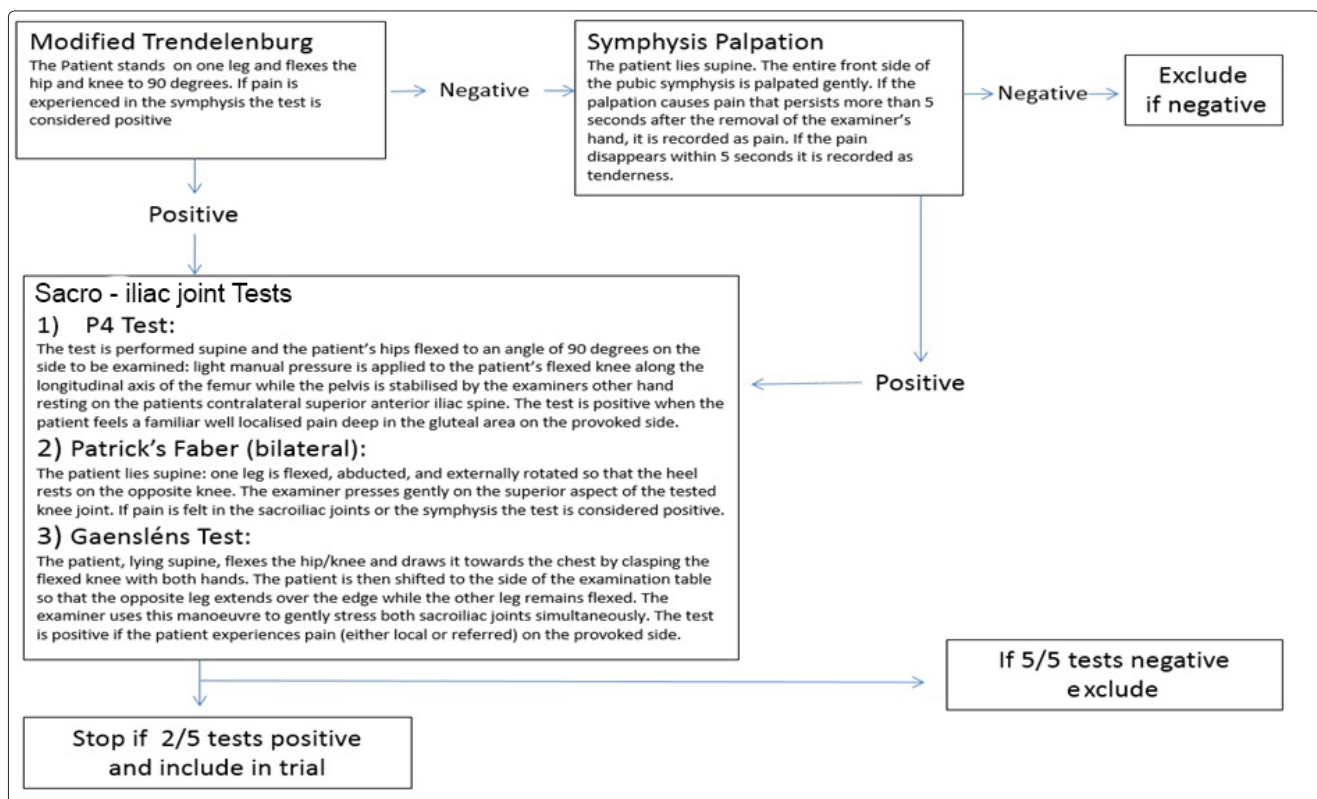 Modified Trendelenburg
The Patient stands on one leg and flexes the
hip and knee to 90 degrees. If pain is
experienced in the symphysis the test is
considered positive
Negative
Symphysis Palpation
The patient lies supine. The entire front side of
the pubic symphysis is palpated gently. If the
palpation causes pain that persists more than 5
seconds after the removal of the examiner's
hand, it is recorded as pain. If the pain
disappears within 5 seconds it is recorded as
tenderness.
Negative
Exclude
if negative
Positive
Sacro - iliac joint Tests
1) P4 Test:
The test is performed supine and the patient's hips flexed to an angle of 90 degrees on the
side to be examined: light manual pressure is applied to the patient's flexed knee along the
longitudinal axis of the femur while the pelvis is stabilised by the examiners other hand
resting on the patients contralateral superior anterior iliac spine. The test is positive when the
patient feels a familiar well localised pain deep in the gluteal area on the provoked side.
2) Patrick's Faber (bilateral):
The patient lies supine: one leg is flexed, abducted, and externally rotated so that the heel
rests on the opposite knee. The examiner presses gently on the superior aspect of the tested
knee joint. If pain is felt in the sacroiliac joints or the symphysis the test is considered positive.
3) Gaensléns Test:
The patient, lying supine, flexes the hip/knee and draws it towards the chest by clasping the
flexed knee with both hands. The patient is then shifted to the side of the examination table
so that the opposite leg extends over the edge while the other leg remains flexed. The
examiner uses this manoeuvre to gently stress both sacroiliac joints simultaneously. The test
is positive if the patient experiences pain (either local or referred) on the provoked side.
Positive
If 5/5 tests negative
exclude
Stop if 2/5 tests positive
and include in trial